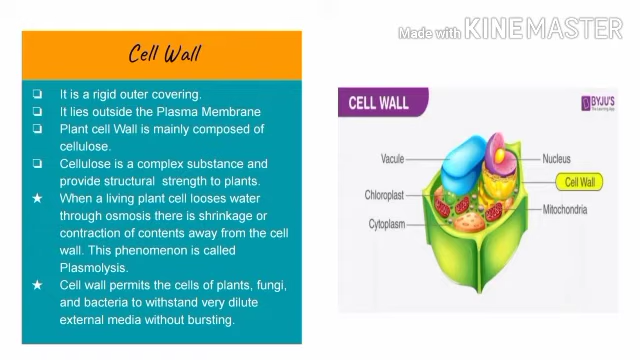 Made with KINEMASTER
Cell Wall
❑ It is a rigid outer covering.
❑ It lies outside the Plasma Membrane
❑ Plant cell Wall is mainly composed of
cellulose.
❑ Cellulose is a complex substance and
provide structural strength to plants.
★ When a living plant cell looses water
through osmosis there is shrinkage or
contraction of contents away from the cell
wall. This phenomenon is called
Plasmolysis.
★ Cell wall permits the cells of plants, fungi,
and bacteria to withstand very dilute
external media without bursting.
CELL WALL
BYJU'S
The Learning App
Vacule
Chloroplast
Cytoplasm
Nucleus
Cell Wall
Mitochondria